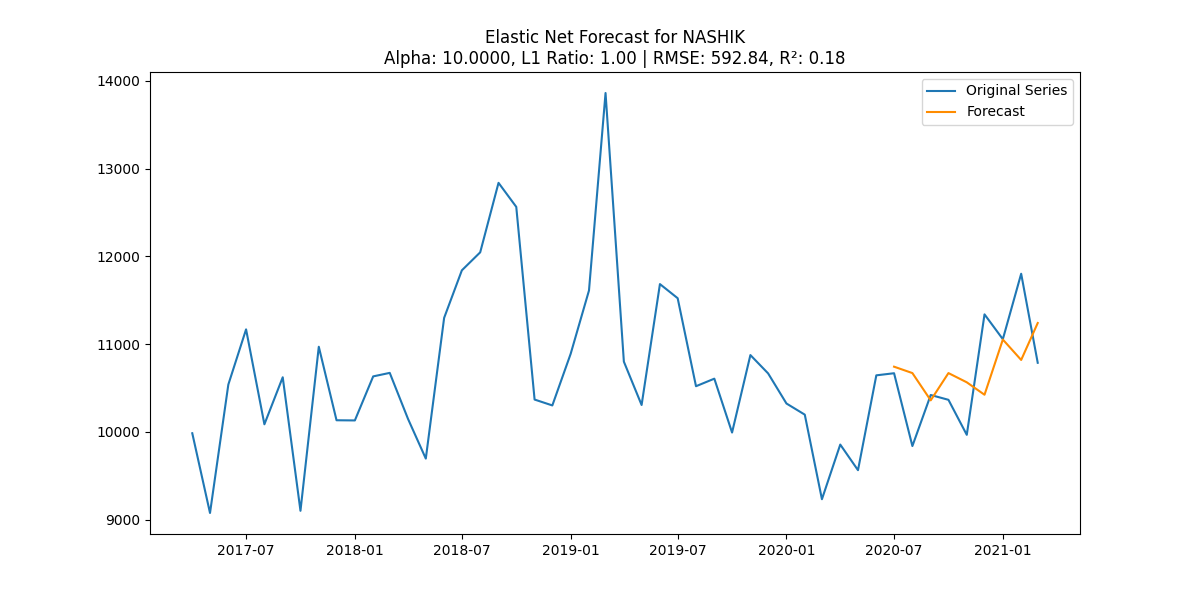 Elastic Net Forecast for NASHIK
Alpha: 10.0000, L1 Ratio: 1.00 | RMSE: 592.84, R²: 0.18
14000
13000
12000
11000
10000
9000
Original Series
Forecast
2017-07 2018-01 2018-07 2019-01 2019-07 2020-01 2020-07 2021-01